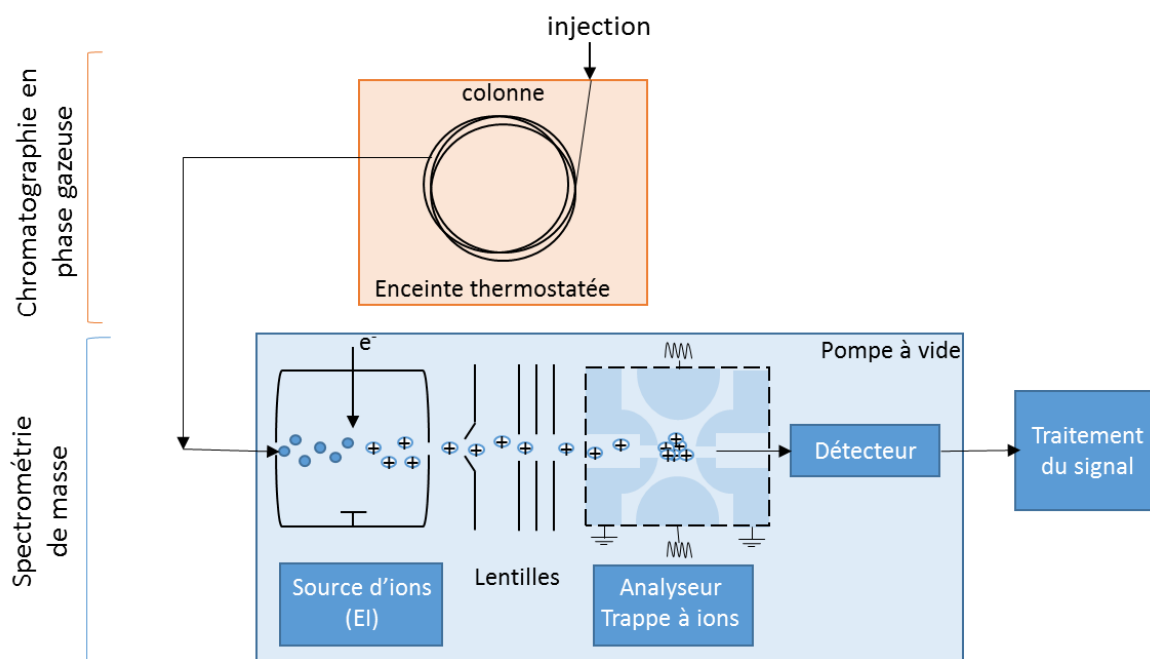 injection
Chromatographie en
phase gazeuse
colonne
Enceinte thermostatée
Spectrométrie
de masse
e-
Pompe à vide
Détecteur
Traitement
du signal
Lentilles
Source d’ions
(EI)
Analyseur
Trappe à ions